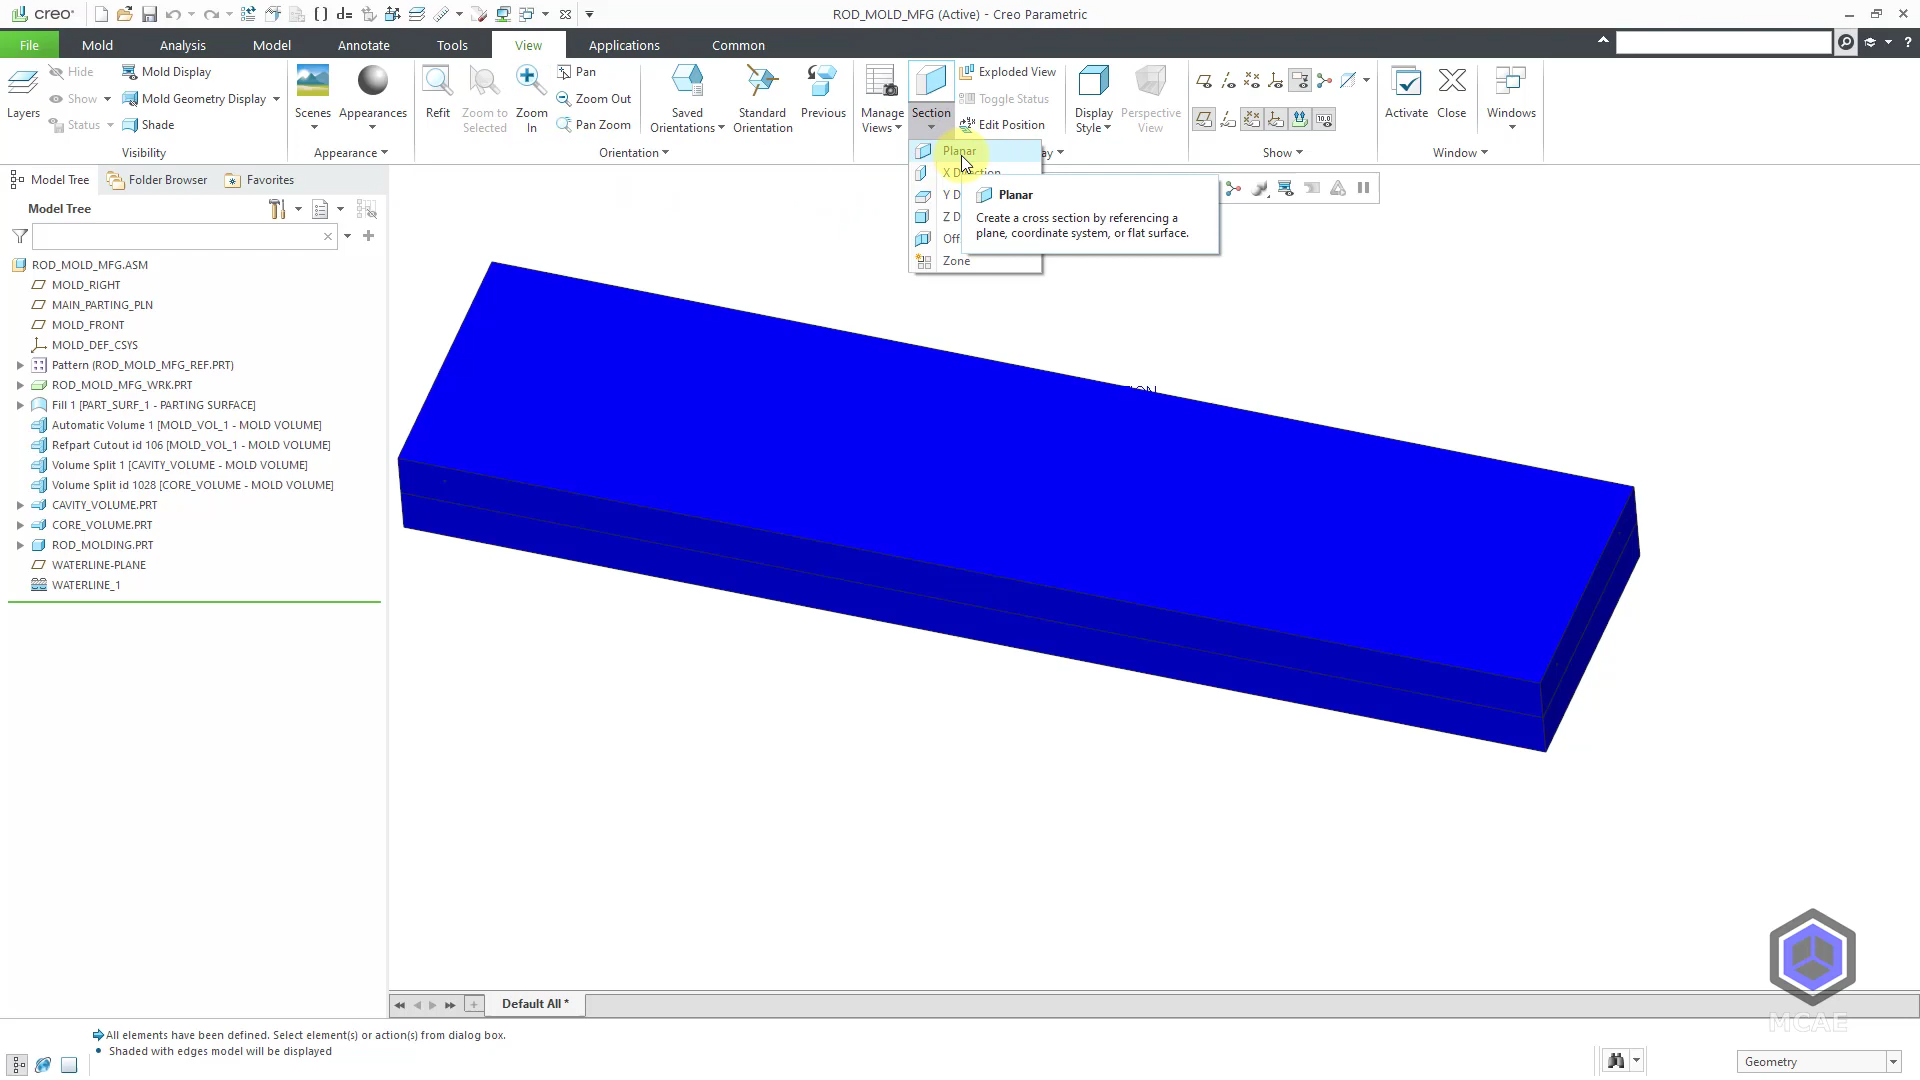 creo
ROD_MOLD_MFG (Active) - Creo Parametric
File
Mold
Analysis
Model
Annotate
Tools
View
Applications
Common
Layers
Hide
Show
Status
Mold Display
Mold Geometry Display
Shade
Visibility
Scenes
Appearances
Appearance
Refit
Zoom to
Selected
Zoom
In
Pan
Zoom Out
Pan Zoom
Saved
Orientations
Standard
Orientation
Previous
Orientation
Manage
Views
Section
Exploded View
Toggle Status
Edit Position
ay
Display
Style
Perspective
View
Show
Activate
Close
Windows
Window
Planar
X Direction
Y D
Z D
Off
Zone
Planar
Create a cross section by referencing a
plane, coordinate system, or flat surface.
Model Tree
Folder Browser
Favorites
Model Tree
ROD_MOLD_MFG.ASM
MOLD_RIGHT
MAIN_PARTING_PLN
MOLD_FRONT
MOLD_DEF_CSYS
Pattern (ROD_MOLD_MFG_REF.PRT)
ROD_MOLD_MFG_WRK.PRT
Fill 1 [PART_SURF_1 - PARTING SURFACE]
Automatic Volume 1 [MOLD_VOL_1 - MOLD VOLUME]
Refpart Cutout id 106 [MOLD_VOL_1 - MOLD VOLUME]
Volume Split 1 [CAVITY_VOLUME - MOLD VOLUME]
Volume Split id 1028 [CORE_VOLUME - MOLD VOLUME]
CAVITY_VOLUME.PRT
CORE_VOLUME.PRT
ROD_MOLDING.PRT
WATERLINE-PLANE
WATERLINE_1
Default All *
All elements have been defined. Select element(s) or action(s) from dialog box.
Shaded with edges model will be displayed
MCAE
Geometry